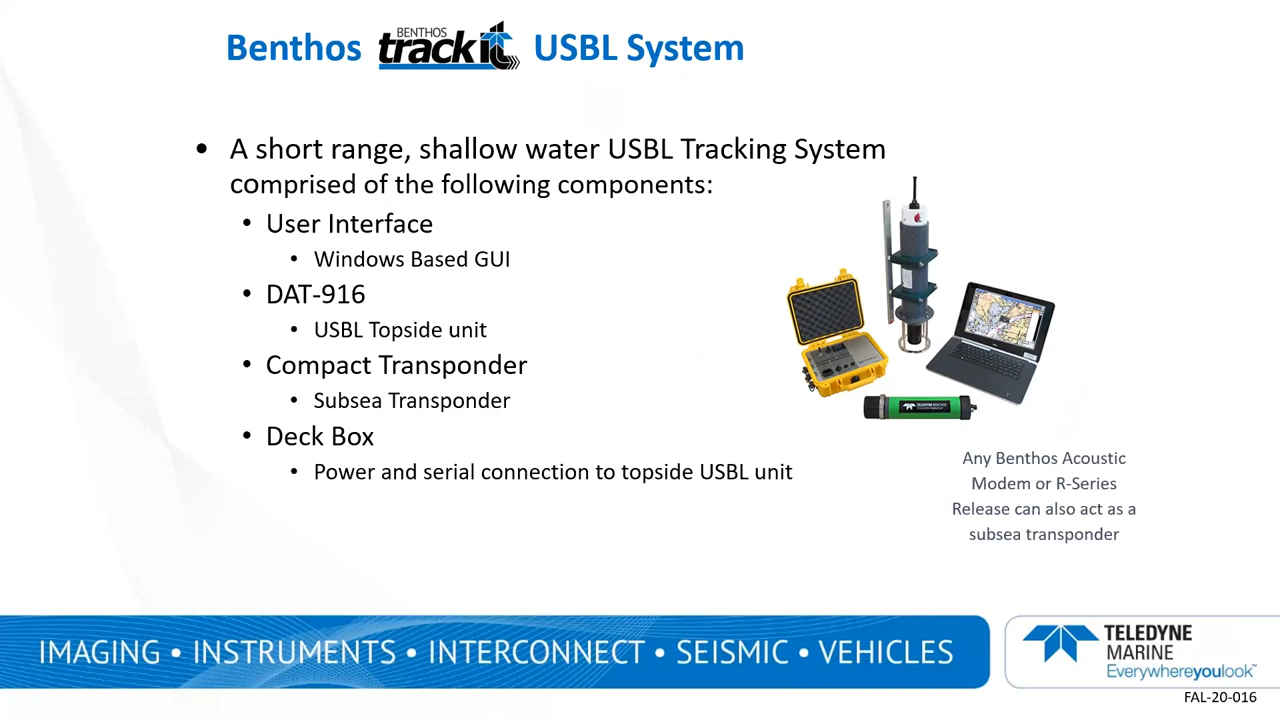 Benthos BENTHOS trackit USBL System
• A short range, shallow water USBL Tracking System
comprised of the following components:
• User Interface
• Windows Based GUI
• DAT-916
• USBL Topside unit
• Compact Transponder
• Subsea Transponder
• Deck Box
• Power and serial connection to topside USBL unit
TELEDYNE BENTHOS
Any Benthos Acoustic
Modem or R-Series
Release can also act as a
subsea transponder
IMAGING • INSTRUMENTS • INTERCONNECT • SEISMIC • VEHICLES
TELEDYNE
MARINE
Everywhereyoulook™
FAL-20-016